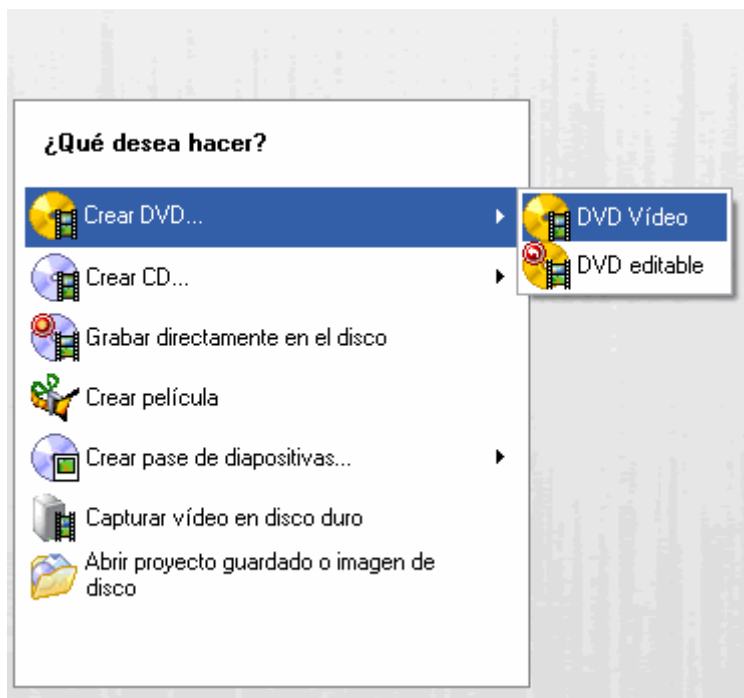 ¿Qué desea hacer?
Crear DVD...
DVD Vídeo
DVD editable
Crear CD...
Grabar directamente en el disco
Crear película
Crear pase de diapositivas...
Capturar vídeo en disco duro
Abrir proyecto guardado o imagen de
disco